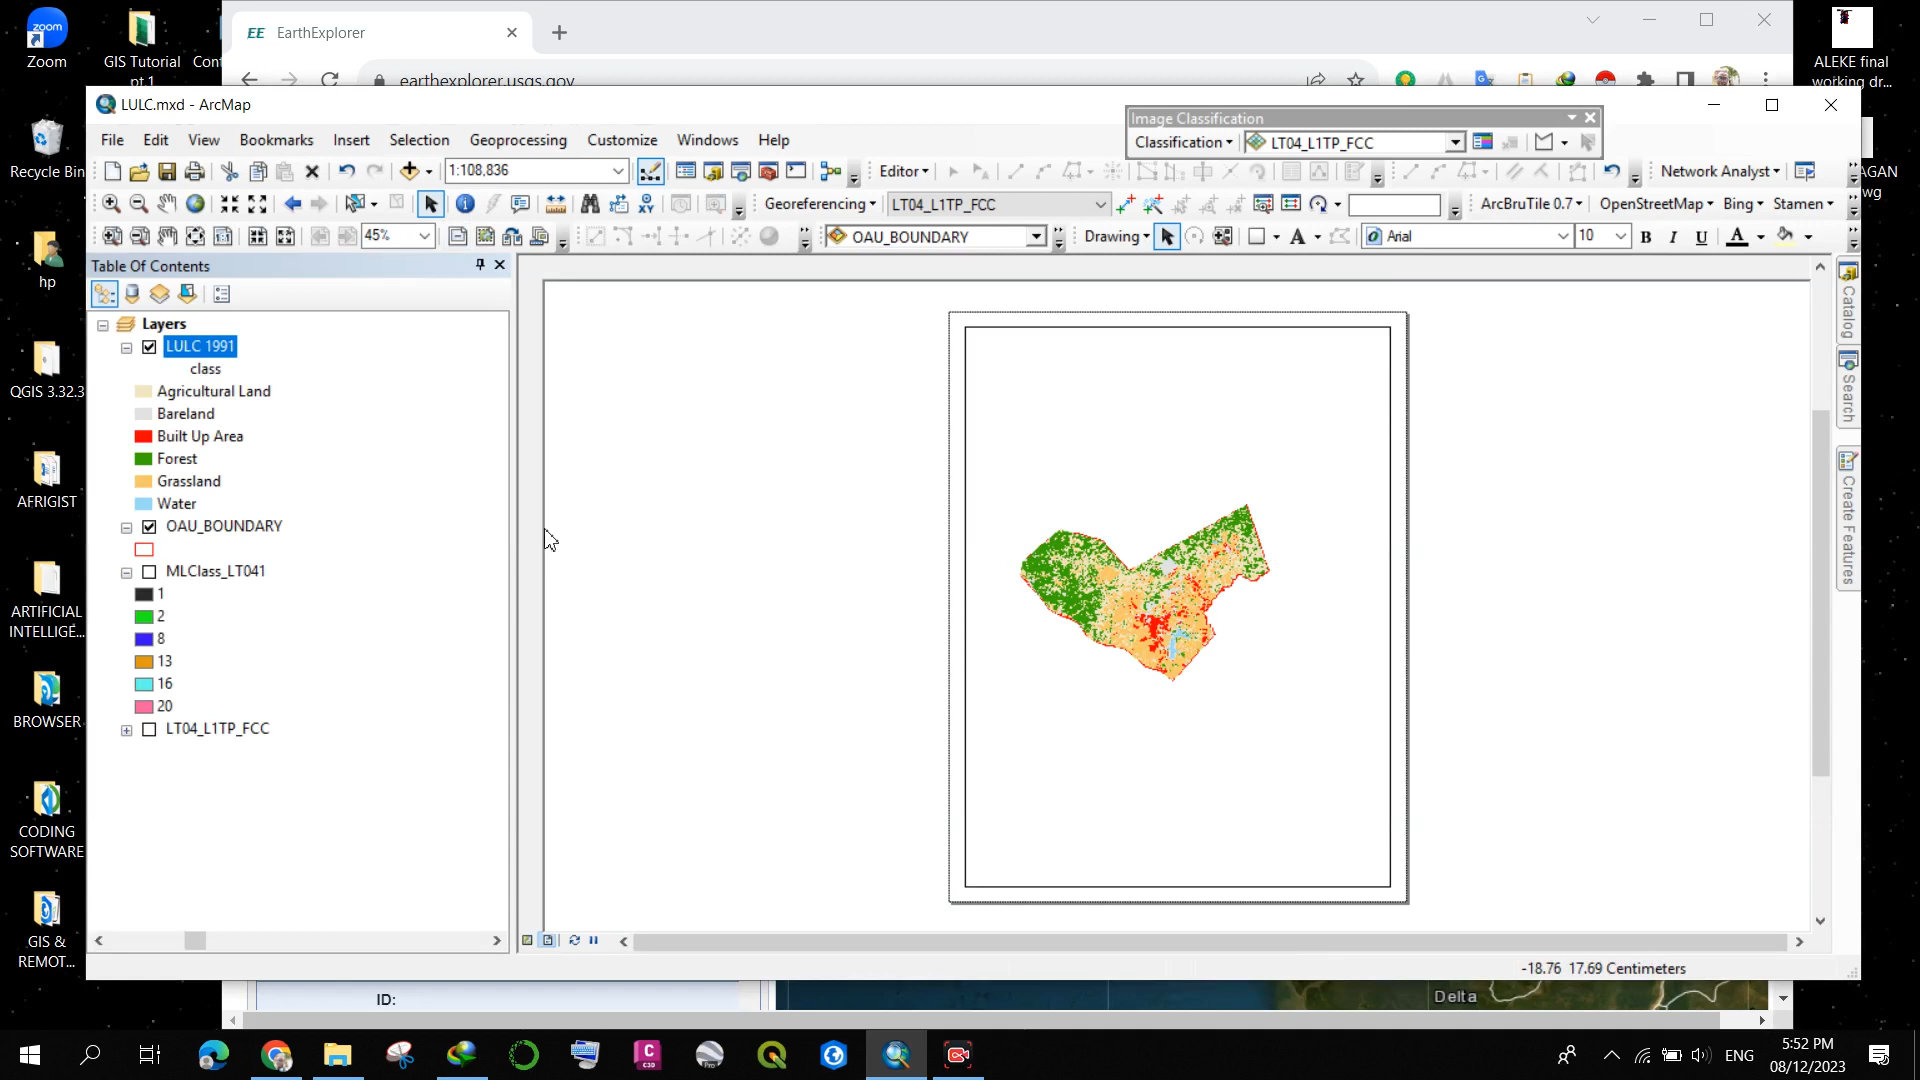 Zoom
GIS Tutorial
pt.1
Recycle Bin
hp
QGIS 3.32.3
AFRIGIST
ARTIFICIAL
INTELLIGE...
BROWSER
CODING
SOFTWARE
GIS &
REMOT...
EE EarthExplorer
earthexplorer.usgs.gov
ALEKE final
working dr...
LULC.mxd - ArcMap
Image Classification
Classification LT04_L1TP_FCC
File Edit View Bookmarks Insert Selection Geoprocessing Customize Windows Help
1:108,836 Editor Network Analyst
Georeferencing LT04_L1TP_FCC ArcBruTile 0.7 OpenStreetMap Bing Stamen
45% OAU_BOUNDARY Drawing A Arial 10 B I U A
Table Of Contents
Layers
LULC 1991
class
Agricultural Land
Bareland
Built Up Area
Forest
Grassland
Water
OAU_BOUNDARY
MLClass_LT041
1
2
8
13
16
20
LT04_L1TP_FCC
Catalog
Search
Create Features
-18.76 17.69 Centimeters
ID:
Delta
ENG
5:52 PM
08/12/2023